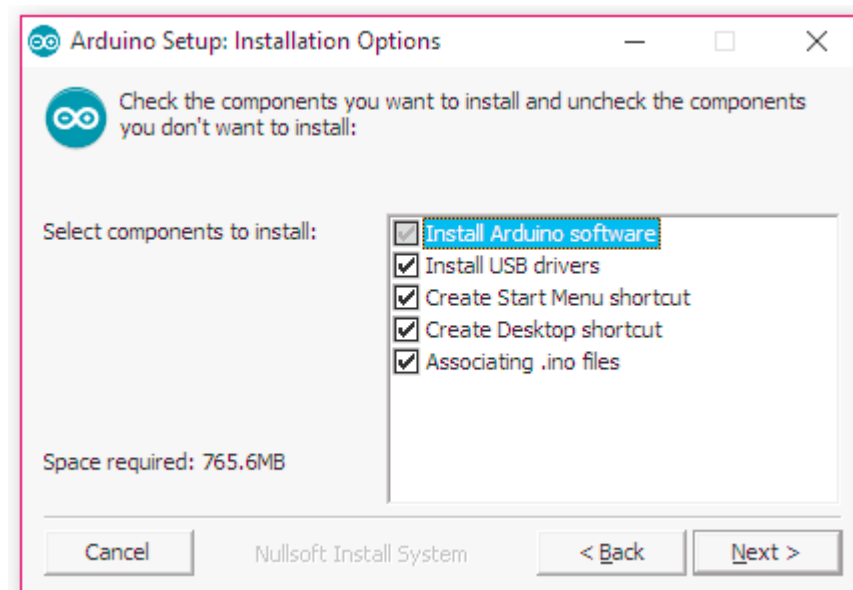 Arduino Setup: Installation Options
Check the components you want to install and uncheck the components
you don't want to install:
Select components to install:
Install Arduino software
Install USB drivers
Create Start Menu shortcut
Create Desktop shortcut
Associating .ino files
Space required: 765.6MB
Cancel
Nullsoft Install System
< Back
Next >